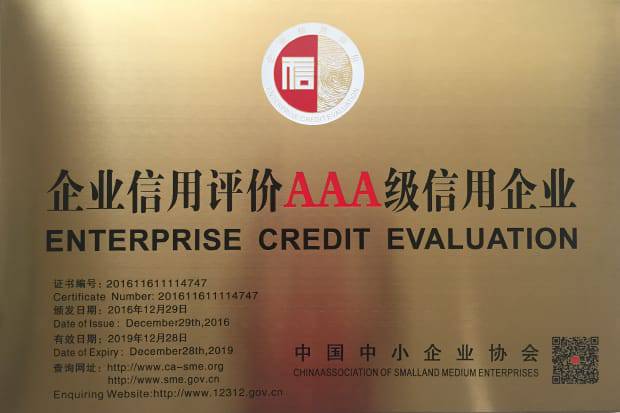 信
ENTERPRISE CREDIT EVALUATION
企业信用评价AAA级信用企业
ENTERPRISE CREDIT EVALUATION
证书编号: 201611611114747
Certificate Number: 201611611114747
颁发日期: 2016年12月29日
Date of Issue : December29th,2016
有效日期: 2019年12月28日
Date of Expiry : December28th,2019
查询网址: http://www.ca-sme.org
http://www.sme.gov.cn
Enquiring Website:http://www.12312.gov.cn
中国中小企业协会
CHINAASSOCIATION OF SMALLAND MEDIUM ENTERPRISES